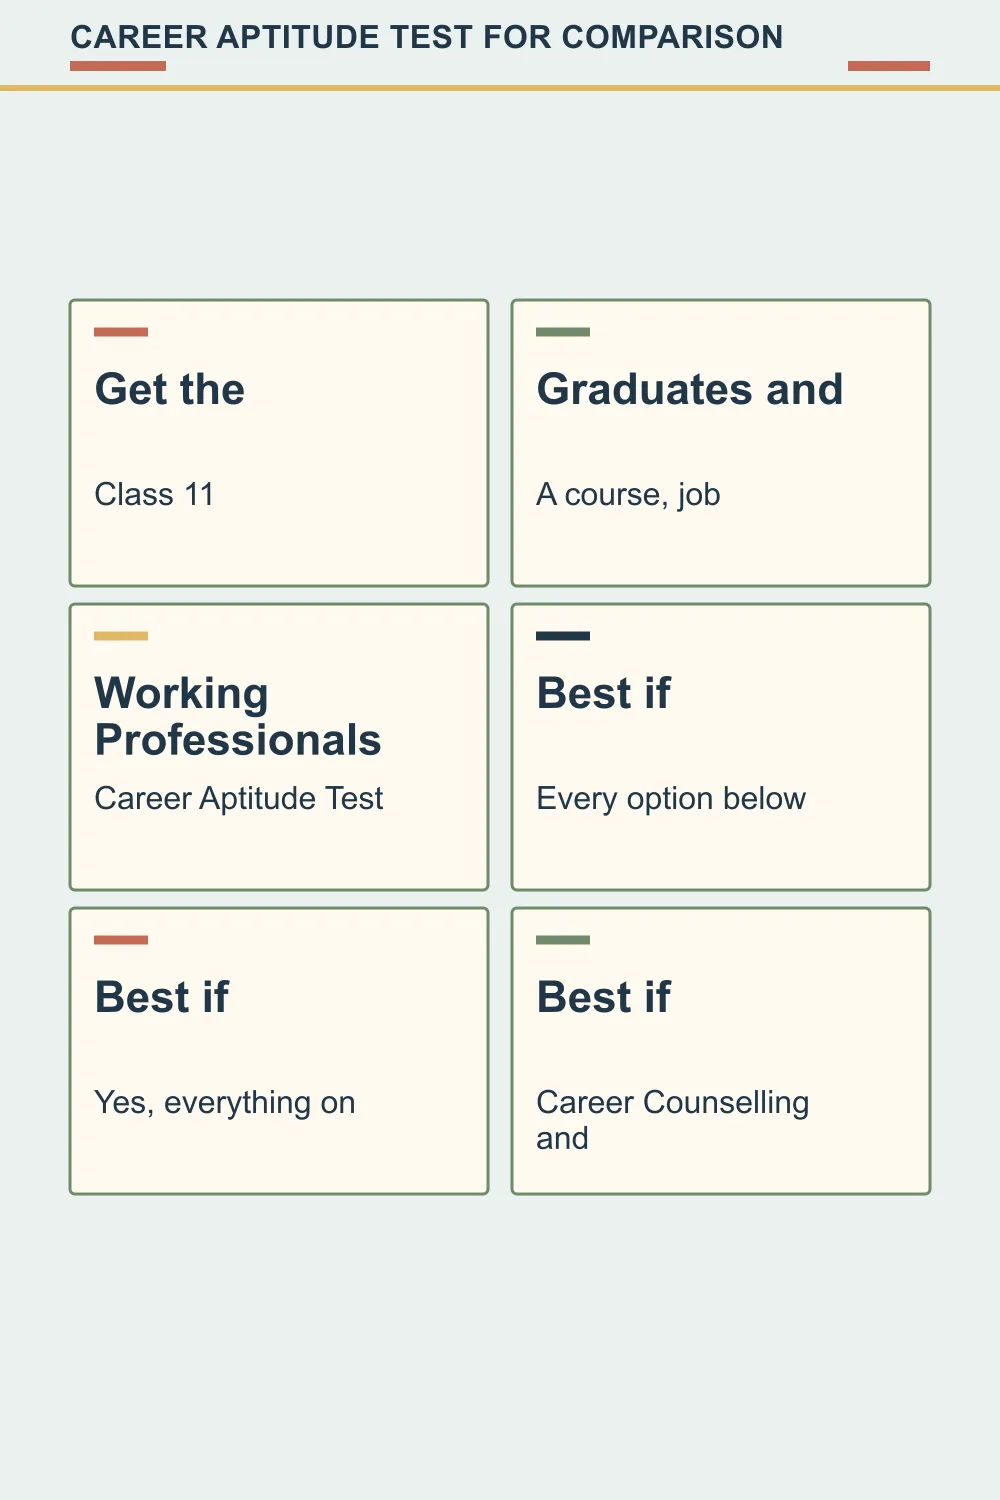 CAREER APTITUDE TEST FOR COMPARISON
Get the
Class 11
Graduates and
A course, job
Working
Professionals
Career Aptitude Test
Best if
Every option below
Best if
Yes, everything on
Best if
Career Counselling
and